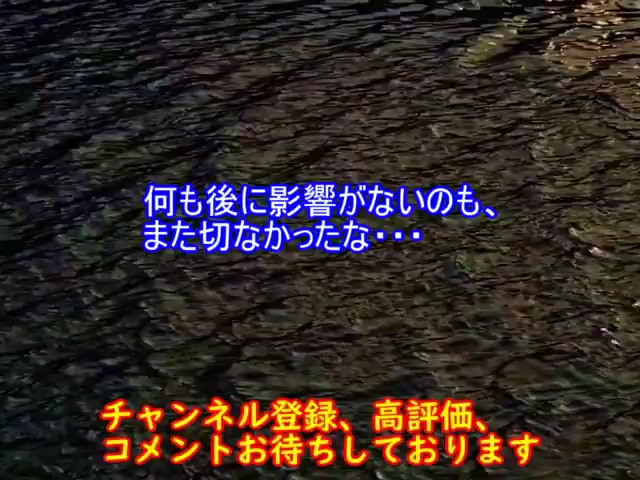 何も後に影響がないのも、
また切なかったな・・・
チャンネル登録、高評価、
コメントお待ちしております